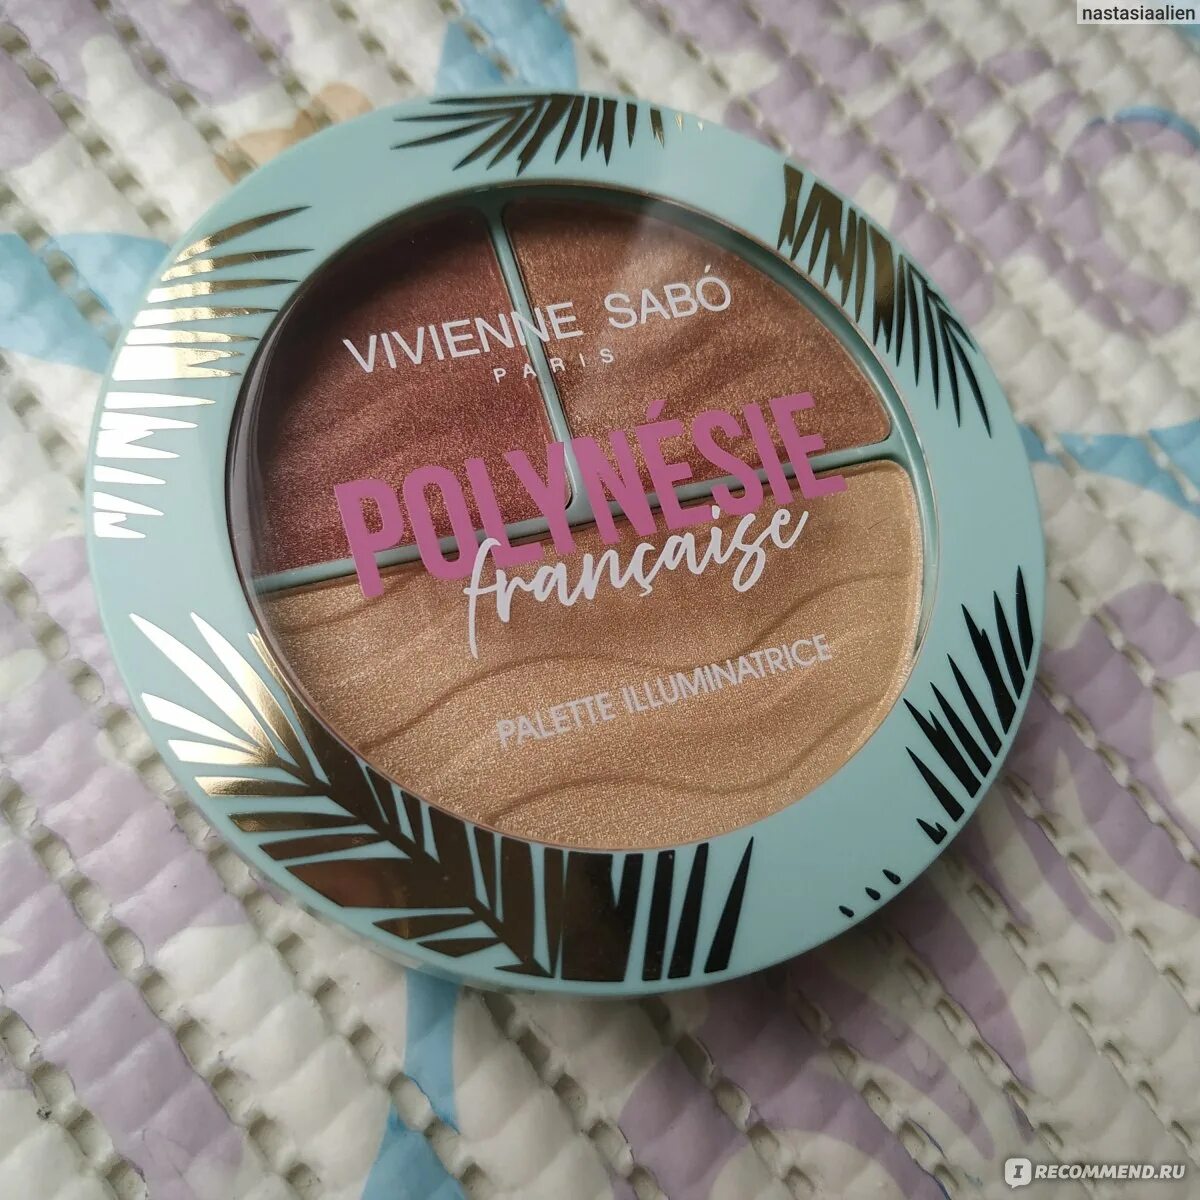 nastasiaalien
VIVIENNE SABÓ
PARIS
POLYNÉSIE
française
PALETTE ILLUMINATRICE
I RECOMMEND.RU